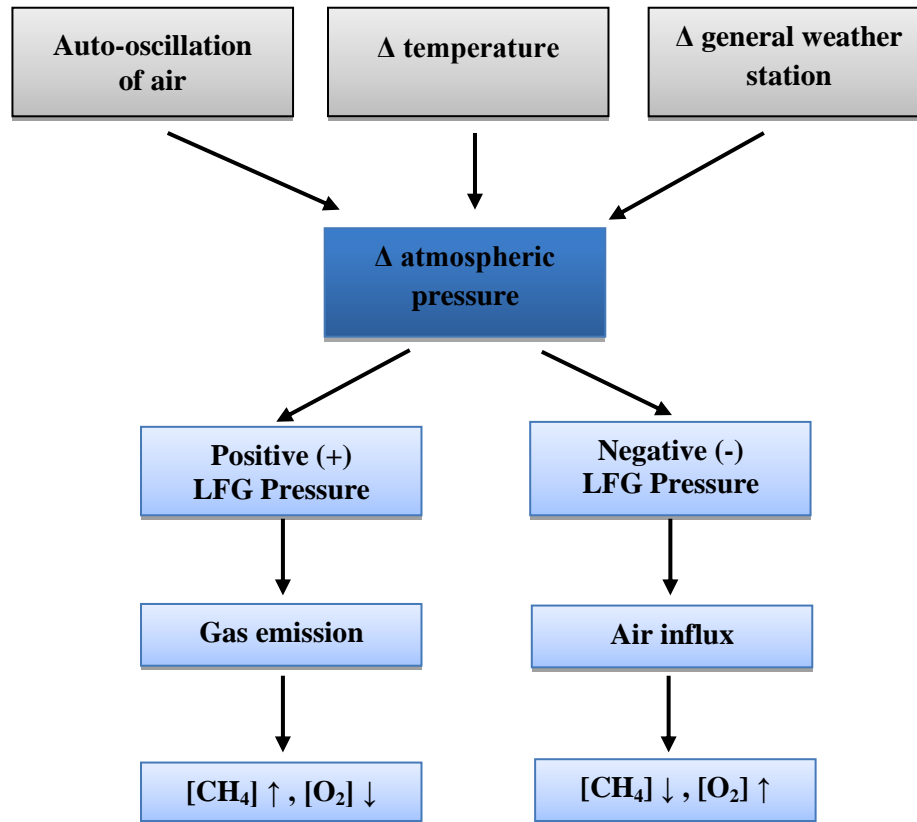 Auto-oscillation
of air
Δ temperature
Δ general weather
station
Δ atmospheric
pressure
Positive (+)
LFG Pressure
Negative (-)
LFG Pressure
Gas emission
Air influx
[CH₄] ↑ , [O₂] ↓
[CH₄] ↓ , [O₂] ↑